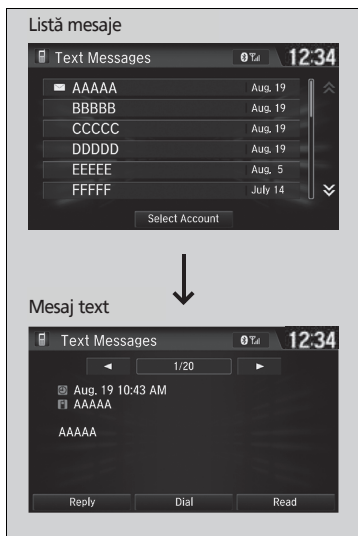 Listă mesaje
Text Messages 12:34
AAAAA Aug. 19
BBBBB Aug. 19
CCCCC Aug. 19
DDDDD Aug. 19
EEEEE Aug. 5
FFFFF July 14
Select Account
Mesaj text
Text Messages 12:34
1/20
Aug. 19 10:43 AM
AAAAA
AAAAA
Reply Dial Read